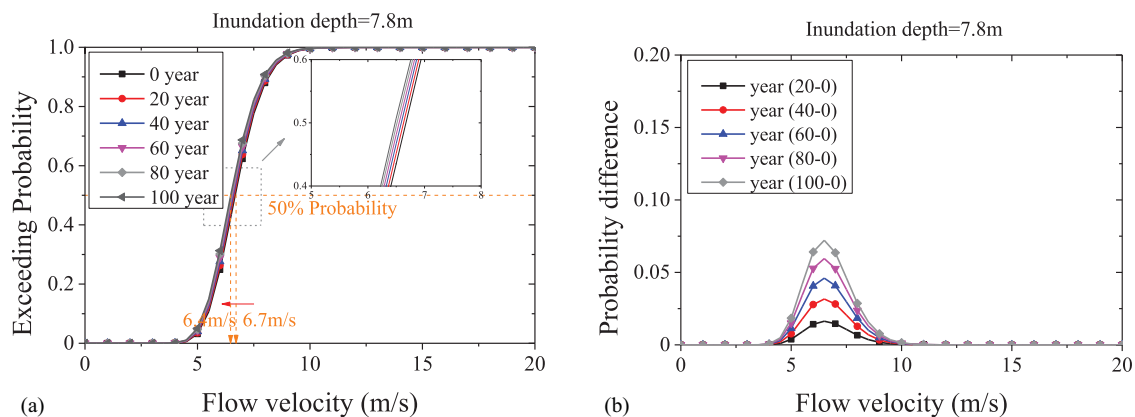 Inundation depth=7.8m
1.0
0.8
0.6
0.4
0.2
0
Exceeding Probability
0 year
20 year
40 year
60 year
80 year
100 year
0.6
0.5
0.4
5 6 7 8
50% Probability
6.4m/s 6.7m/s
0 5 10 15 20
(a) Flow velocity (m/s)
Inundation depth=7.8m
0.20
0.15
0.10
0.05
0
Probability difference
year (20-0)
year (40-0)
year (60-0)
year (80-0)
year (100-0)
0 5 10 15 20
(b) Flow velocity (m/s)